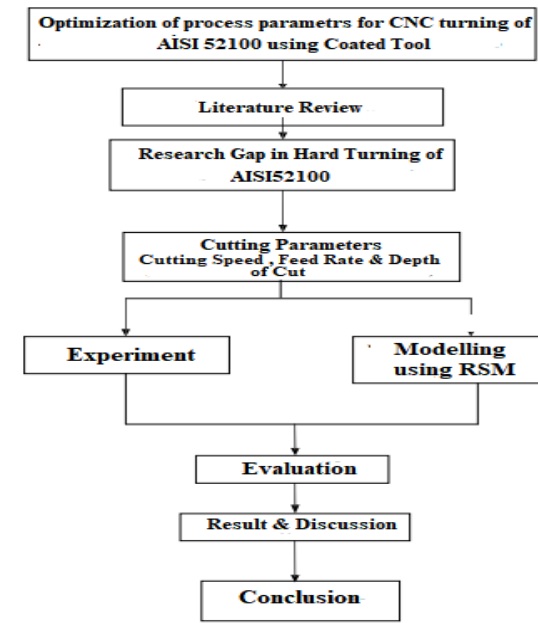 Optimization of process parametrs for CNC turning of
AISI 52100 using Coated Tool
Literature Review
Research Gap in Hard Turning of
AISI52100
Cutting Parameters
Cutting Speed , Feed Rate & Depth
of Cut
Experiment
Modelling
using RSM
Evaluation
Result & Discussion
Conclusion